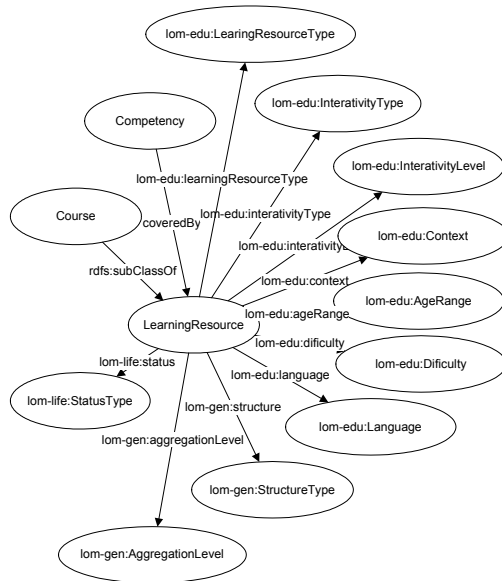 lom-edu:LearingResourceType
lom-edu:InterativityType
Competency
lom-edu:InterativityLevel
lom-edu:learningResourceType
Course
coveredBy
lom-edu:interativityType
lom-edu:Context
lom-edu:interativity
rdfs:subClassOf
lom-edu:context
lom-edu:AgeRange
lom-edu:ageRange
LearningResource
lom-edu:dificulty
lom-life:status
lom-edu:Dificulty
lom-edu:language
lom-life:StatusType
lom-gen:structure
lom-edu:Language
lom-gen:aggregationLevel
lom-gen:StructureType
lom-gen:AggregationLevel